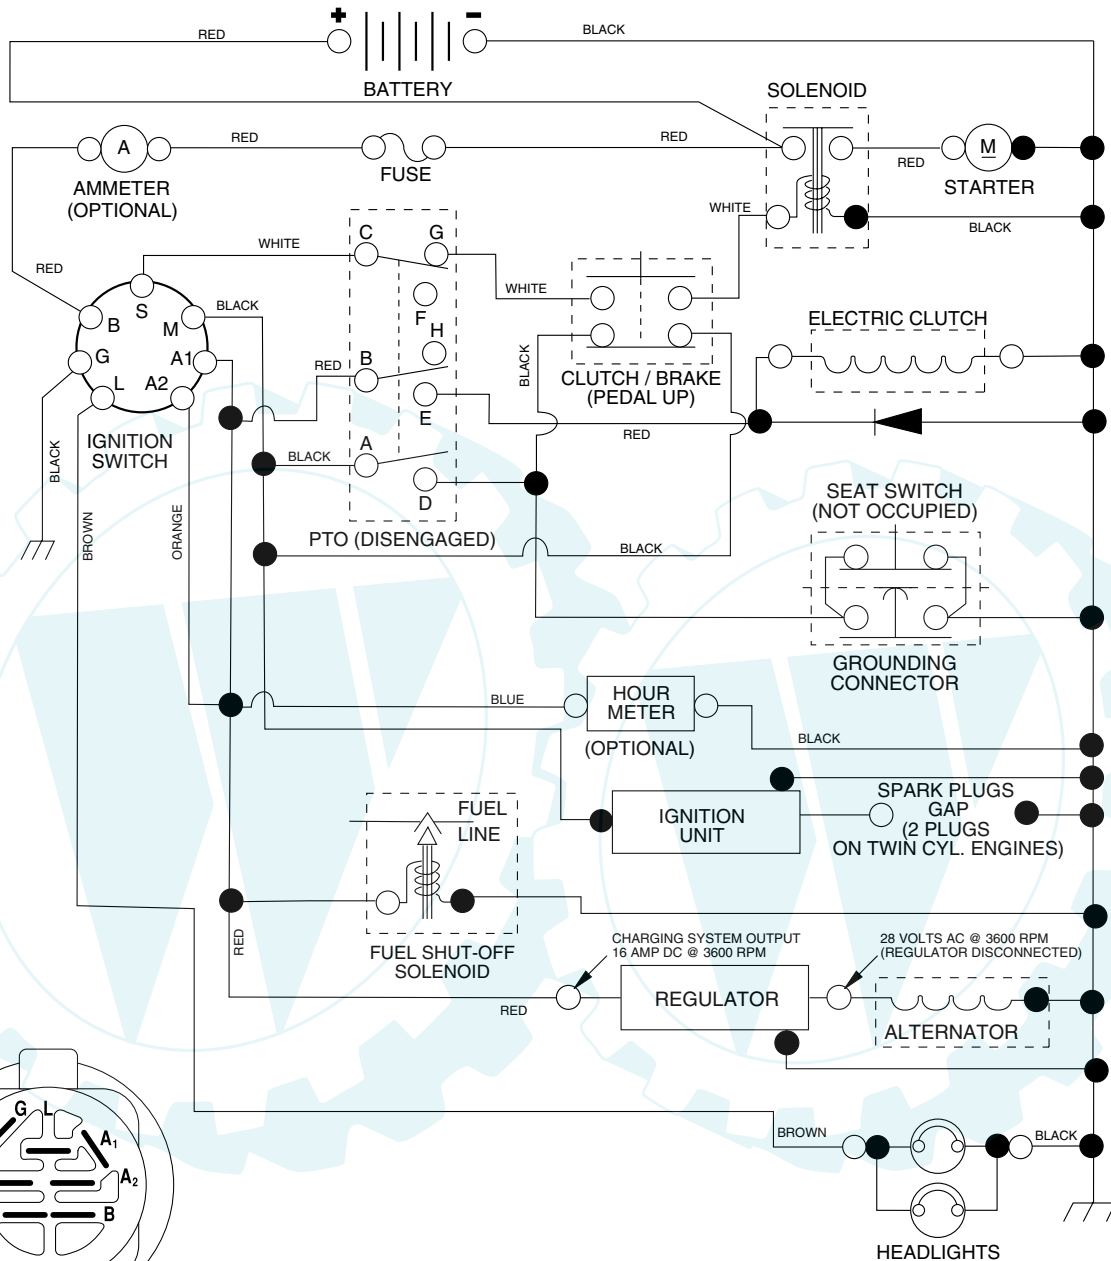 + -
RED
BLACK
BATTERY
SOLENOID
RED
RED
A
M
RED
AMMETER
(OPTIONAL)
FUSE
STARTER
WHITE
BLACK
C
G
WHITE
RED
S
WHITE
B
M
BLACK
F
H
ELECTRIC CLUTCH
G
A1
RED
B
BLACK
CLUTCH / BRAKE
(PEDAL UP)
L
A2
E
RED
IGNITION
SWITCH
BLACK
A
BLACK
D
SEAT SWITCH
(NOT OCCUPIED)
BROWN
ORANGE
PTO (DISENGAGED)
BLACK
GROUNDING
CONNECTOR
BLUE
HOUR
METER
(OPTIONAL)
BLACK
FUEL
LINE
IGNITION
UNIT
SPARK PLUGS
GAP
(2 PLUGS
ON TWIN CYL. ENGINES)
RED
FUEL SHUT-OFF
SOLENOID
CHARGING SYSTEM OUTPUT
16 AMP DC @ 3600 RPM
28 VOLTS AC @ 3600 RPM
(REGULATOR DISCONNECTED)
RED
REGULATOR
ALTERNATOR
G L
A1
A2
B
BROWN
BLACK
HEADLIGHTS